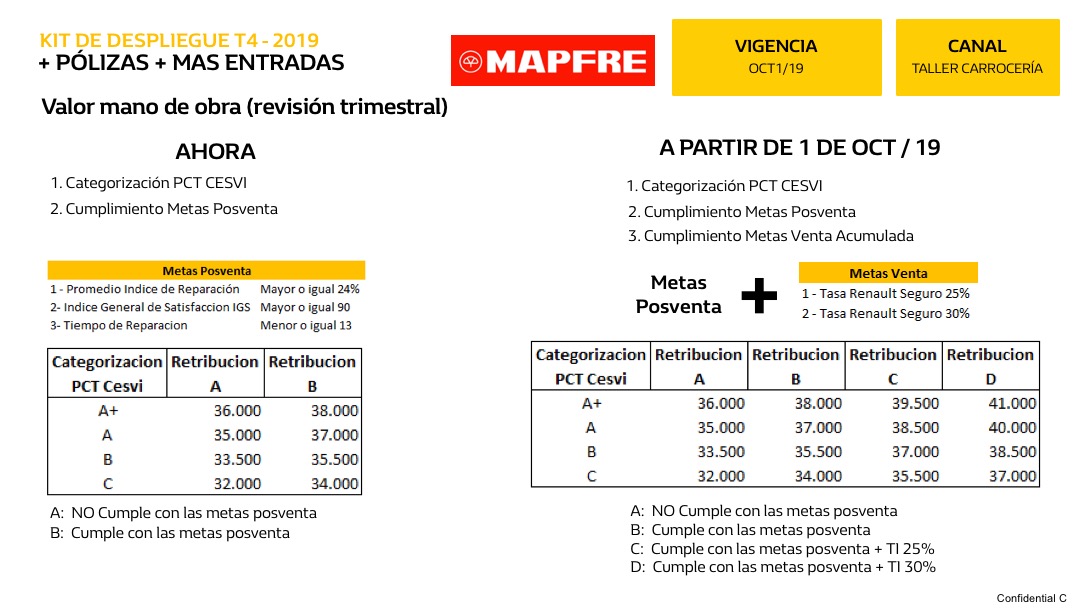 KIT DE DESPLIEGUE T4 - 2019
+ PÓLIZAS + MAS ENTRADAS
MAPFRE
VIGENCIA
OCT1/19
CANAL
TALLER CARROCERÍA
Valor mano de obra (revisión trimestral)
AHORA
1. Categorización PCT CESVI
2. Cumplimiento Metas Posventa
Metas Posventa
1 - Promedio Indice de Reparación Mayor o igual 24%
2- Indice General de Satisfaccion IGS Mayor o igual 90
3- Tiempo de Reparacion Menor o igual 13
Categorizacion Retribucion Retribucion
PCT Cesvi A B
A+ 36.000 38.000
A 35.000 37.000
B 33.500 35.500
C 32.000 34.000
A: NO Cumple con las metas posventa
B: Cumple con las metas posventa
A PARTIR DE 1 DE OCT / 19
1. Categorización PCT CESVI
2. Cumplimiento Metas Posventa
3. Cumplimiento Metas Venta Acumulada
Metas
Posventa
+
Metas Venta
1 - Tasa Renault Seguro 25%
2 - Tasa Renault Seguro 30%
Categorizacion Retribucion Retribucion Retribucion Retribucion
PCT Cesvi A B C D
A+ 36.000 38.000 39.500 41.000
A 35.000 37.000 38.500 40.000
B 33.500 35.500 37.000 38.500
C 32.000 34.000 35.500 37.000
A: NO Cumple con las metas posventa
B: Cumple con las metas posventa
C: Cumple con las metas posventa + TI 25%
D: Cumple con las metas posventa + TI 30%
Confidential C